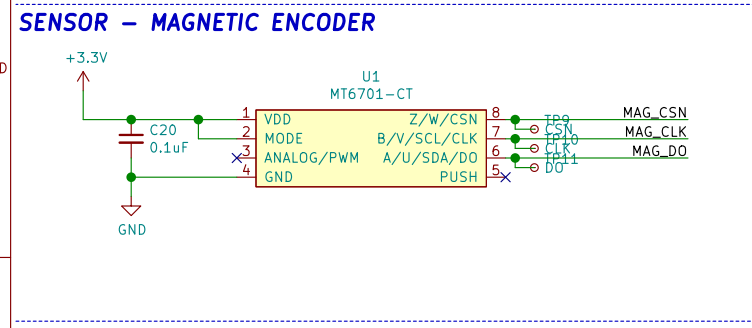 SENSOR – MAGNETIC ENCODER
D
+3.3V
U1
MT6701-CT
C20
0.1uF
GND
1 VDD
2 MODE
3 ANALOG/PWM
4 GND
Z/W/CSN 8
B/V/SCL/CLK 7
A/U/SDA/DO 6
PUSH 5
TP9
CSN
TP10
CLK
TP11
DO
MAG_CSN
MAG_CLK
MAG_DO